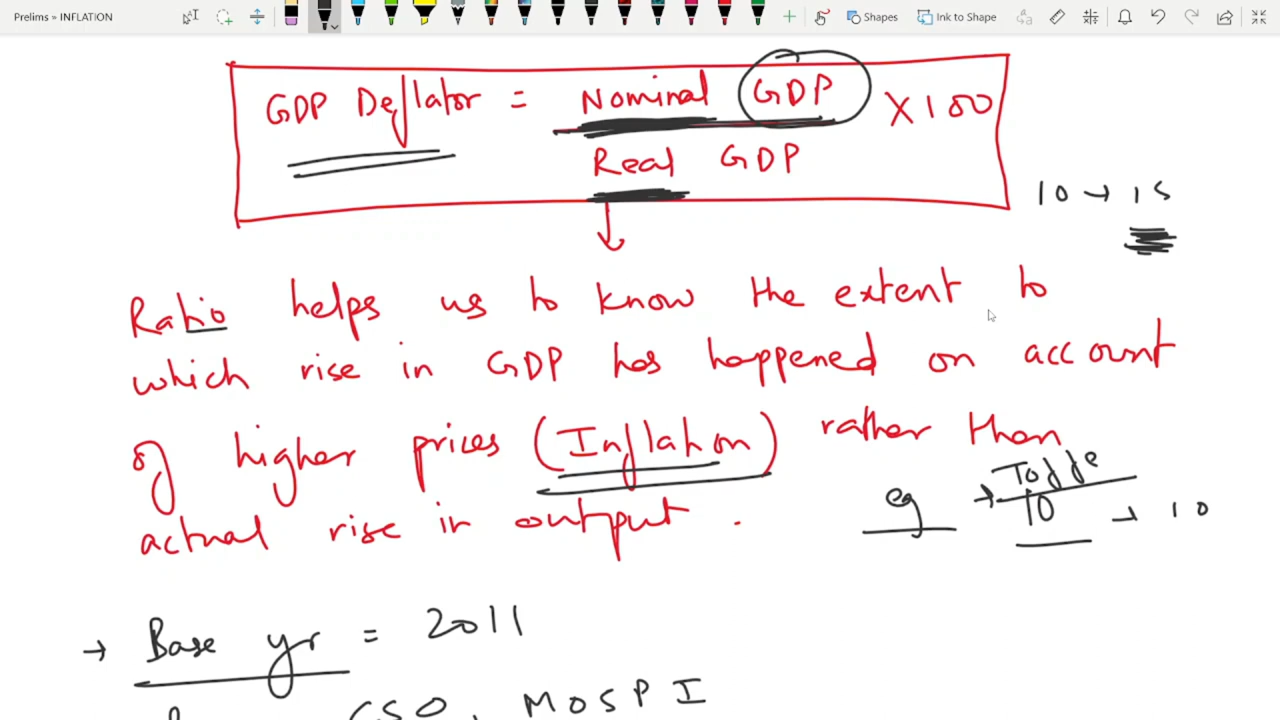 Prelims » INFLATION
Shapes
Ink to Shape
GDP Deflator = Nominal GDP X100
Real GDP
10 → 15
Ratio helps us to know the extent to
which rise in GDP has happened on account
of higher prices (Inflation) rather than
actual rise in output.
eg → 10 → 10
→ Base yr = 2011
CSO, MOSPI